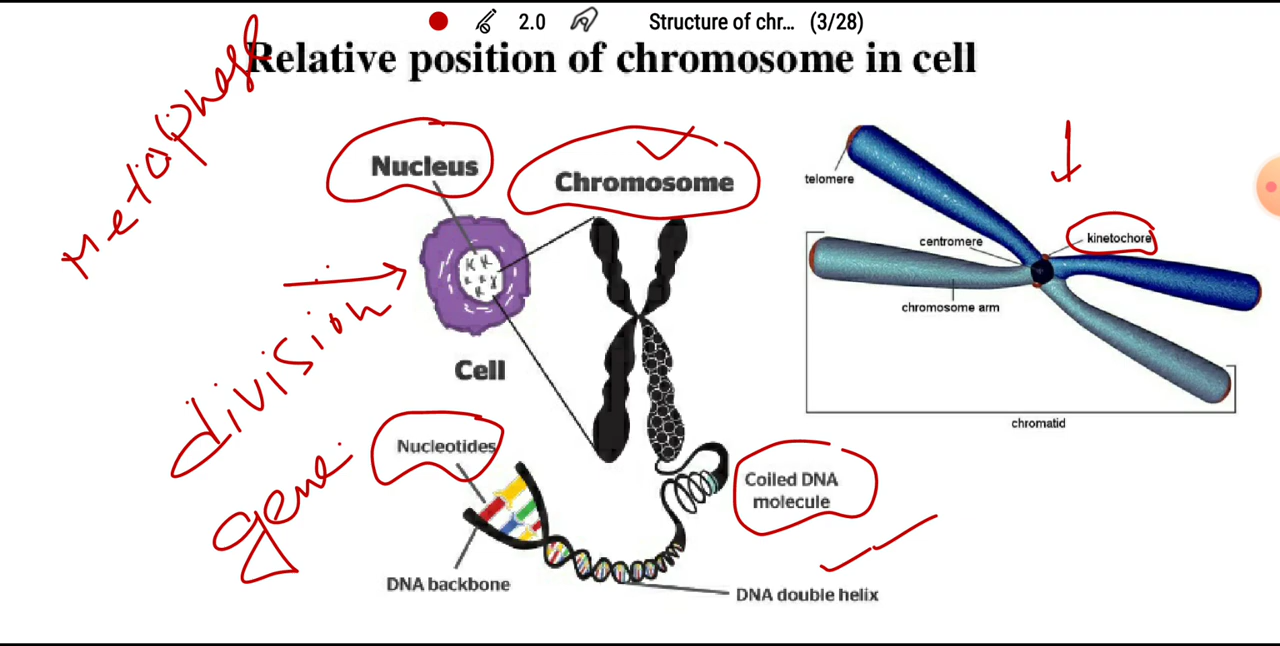 2.0 Structure of chr... (3/28)
Relative position of chromosome in cell
metaphase
Nucleus
Chromosome
telomere
kinetochore
centromere
chromosome arm
division
Cell
chromatid
gene
Nucleotides
Coiled DNA
molecule
DNA backbone
DNA double helix